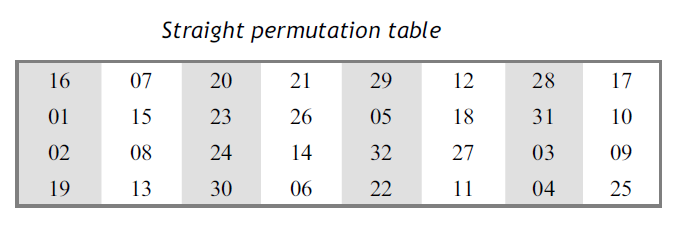 Straight permutation table
16 07 20 21 29 12 28 17
01 15 23 26 05 18 31 10
02 08 24 14 32 27 03 09
19 13 30 06 22 11 04 25